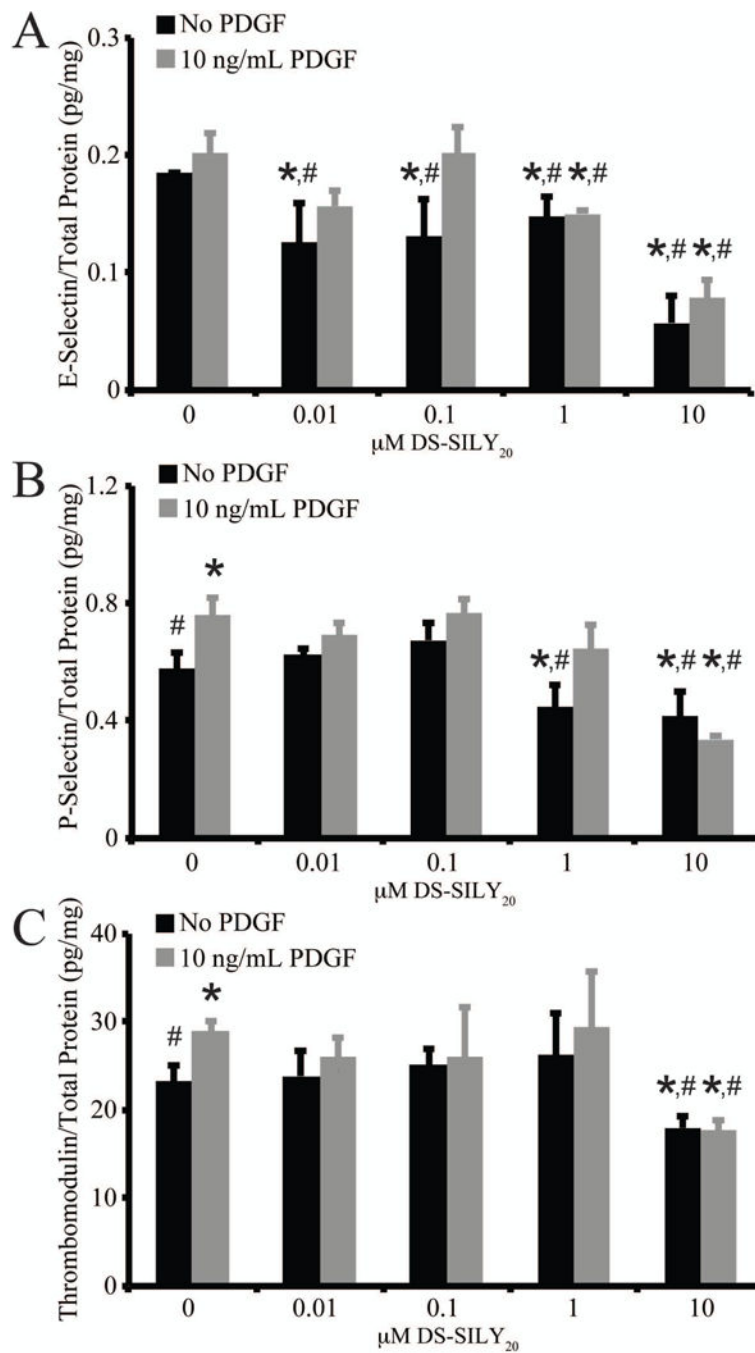 A
No PDGF
10 ng/mL PDGF
E-Selectin/Total Protein (pg/mg)
0.3
0.2
0.1
0
*,#
*,#
*,# *,#
*,# *,#
0 0.01 0.1 1 10
μM DS-SILY₂₀
B
No PDGF
10 ng/mL PDGF
P-Selectin/Total Protein (pg/mg)
1.2
0.8
0.4
0
# *
*,#
*,# *,#
0 0.01 0.1 1 10
μM DS-SILY₂₀
C
No PDGF
10 ng/mL PDGF
Thrombomodulin/Total Protein (pg/mg)
40
30
20
10
0
# *
*,# *,#
0 0.01 0.1 1 10
μM DS-SILY₂₀